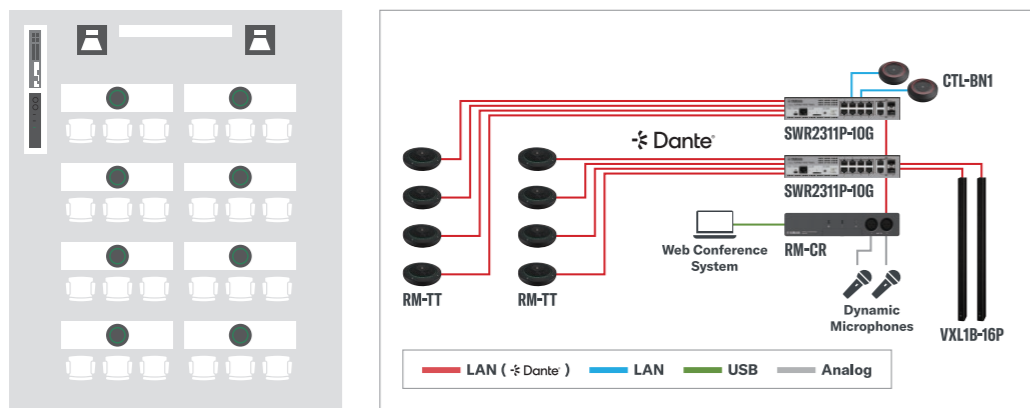 CTL-BN1
SWR2311P-10G
Dante®
SWR2311P-10G
Web Conference
System
RM-CR
RM-TT
RM-TT
Dynamic
Microphones
VXL1B-16P
LAN ( Dante® )
LAN
USB
Analog